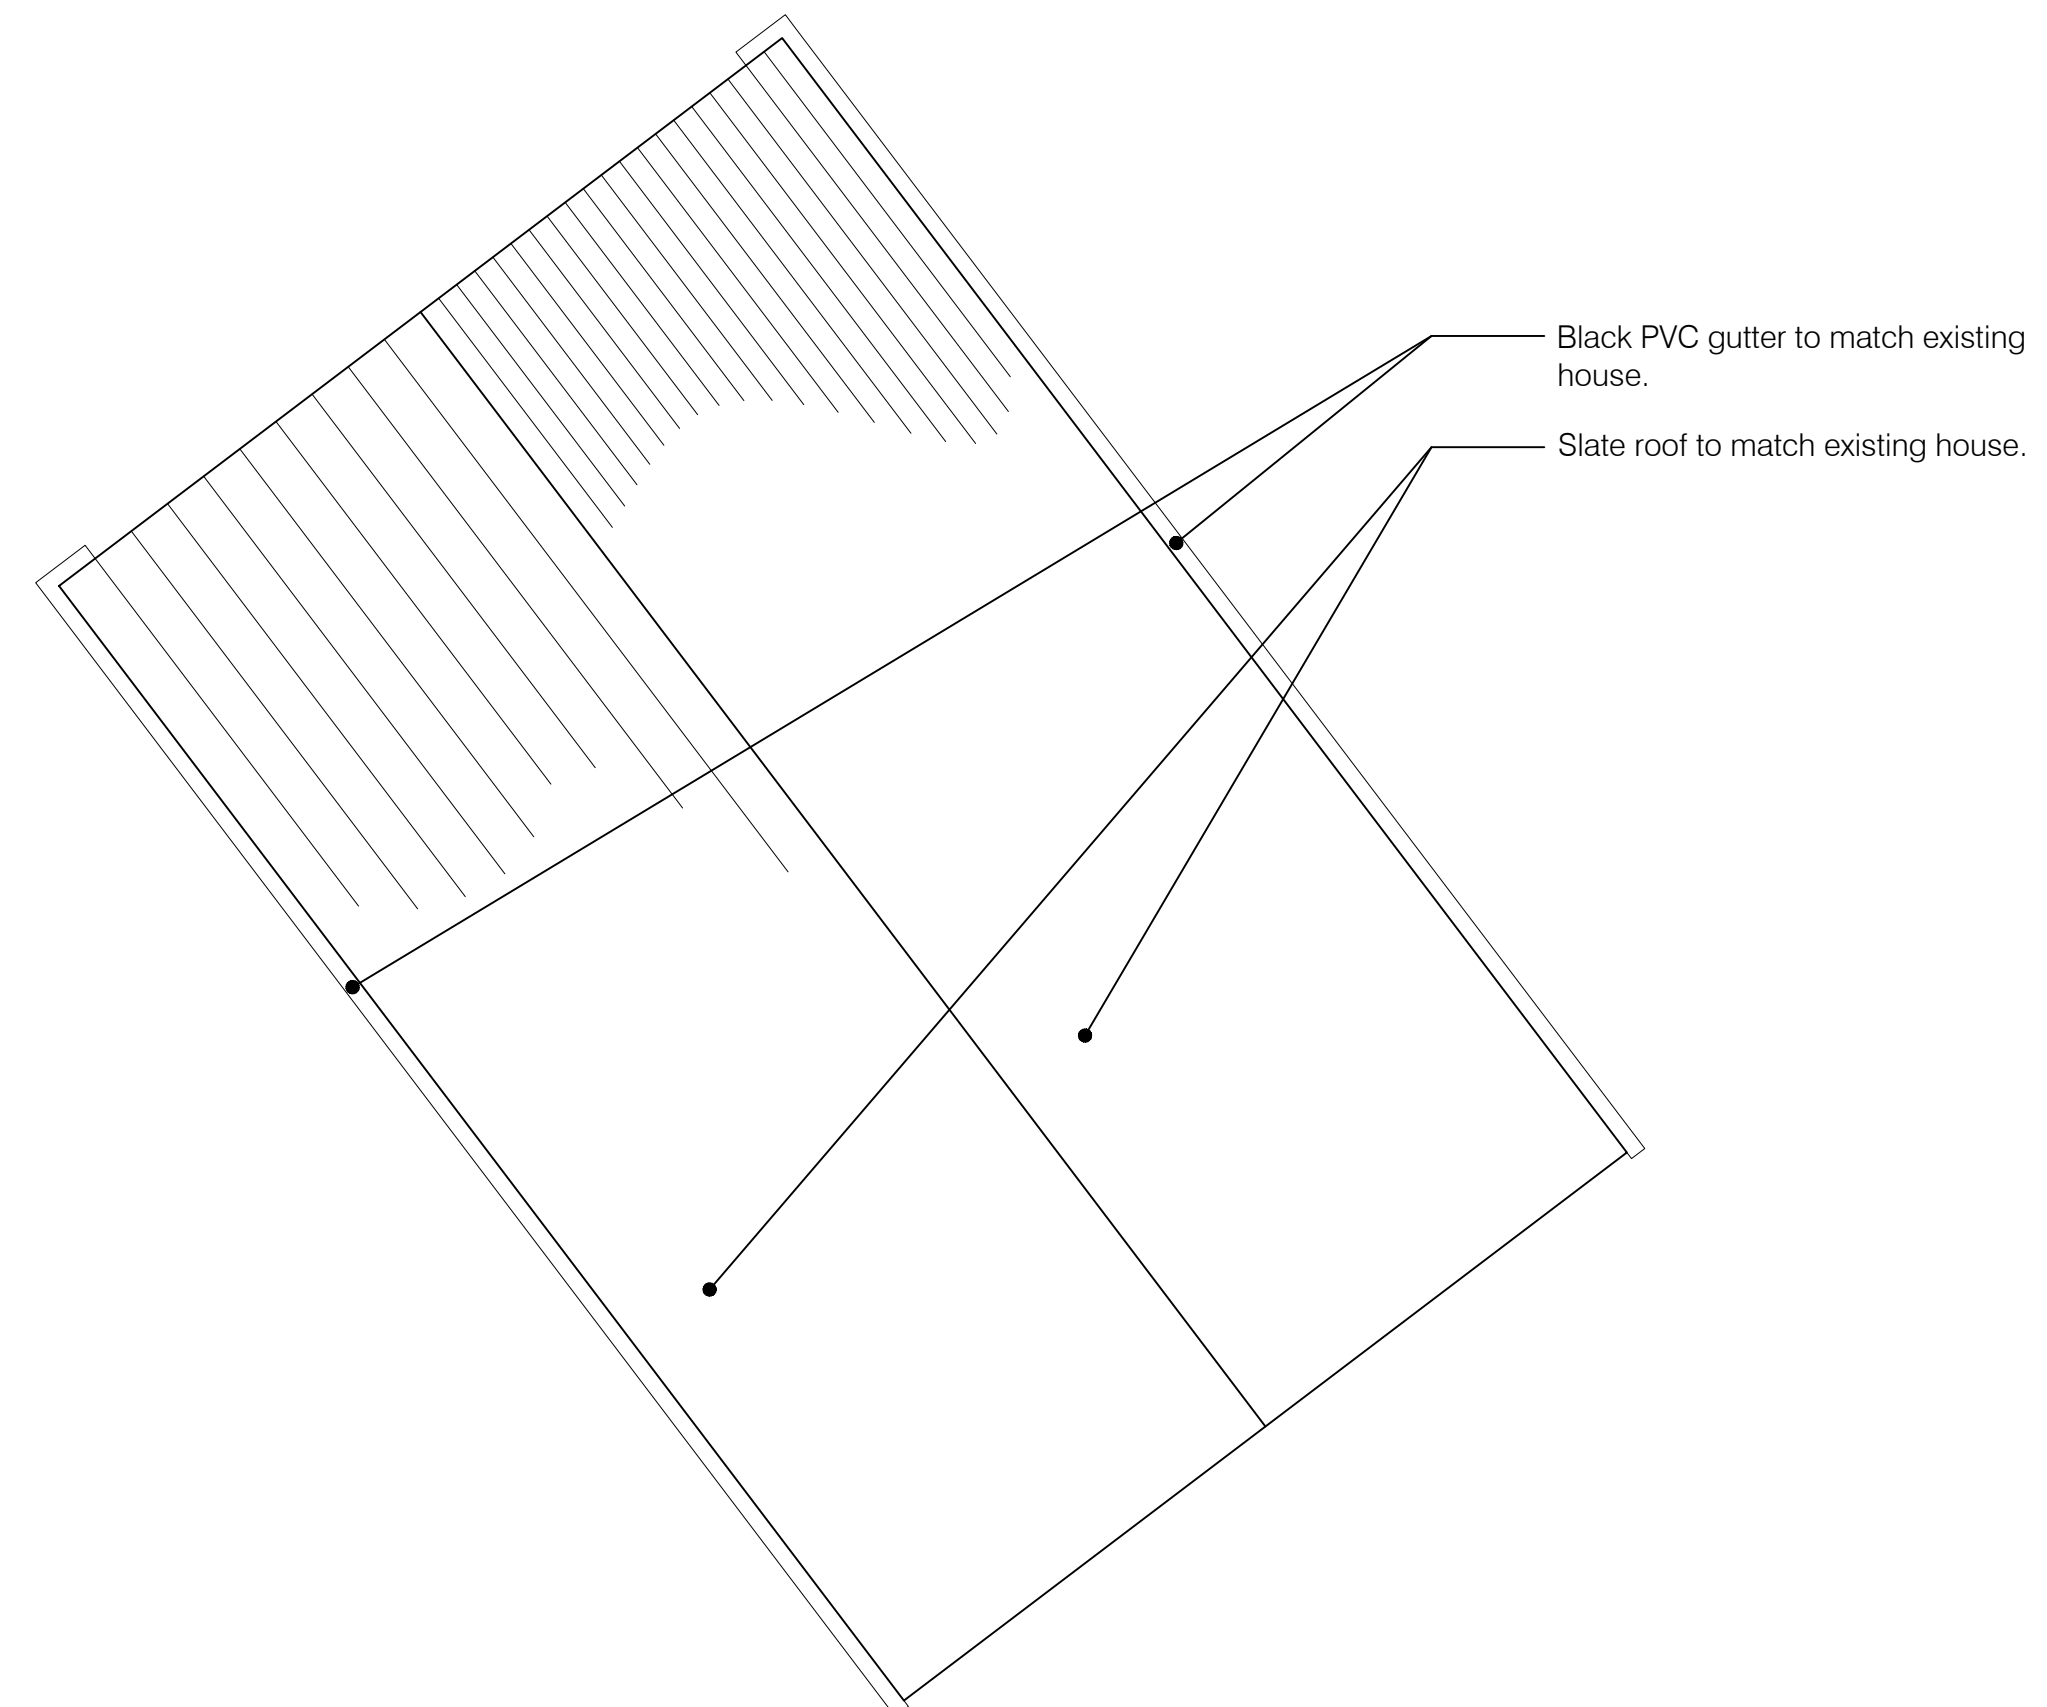 Black PVC gutter to match existing
house.
Slate roof to match existing house.